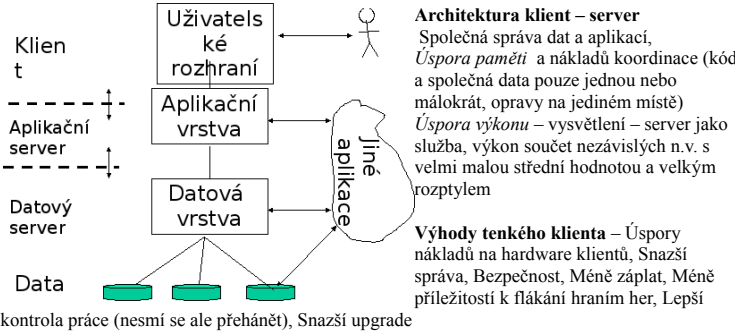 Klien
t
Uživatels
ké
rozhraní
Aplikační
server
Aplikační
vrstva
Jiné
aplikace
Datový
server
Datová
vrstva
Data
Architektura klient – server
Společná správa dat a aplikací,
Úspora paměti a nákladů koordinace (kód
a společná data pouze jednou nebo
málokrát, opravy na jediném místě)
Úspora výkonu – vysvětlení – server jako
služba, výkon součet nezávislých n.v. s
velmi malou střední hodnotou a velkým
rozptylem
Výhody tenkého klienta – Úspory
nákladů na hardware klientů, Snazší
správa, Bezpečnost, Méně záplat, Méně
příležitostí k flákání hraním her, Lepší
kontrola práce (nesmí se ale přehánět), Snazší upgrade